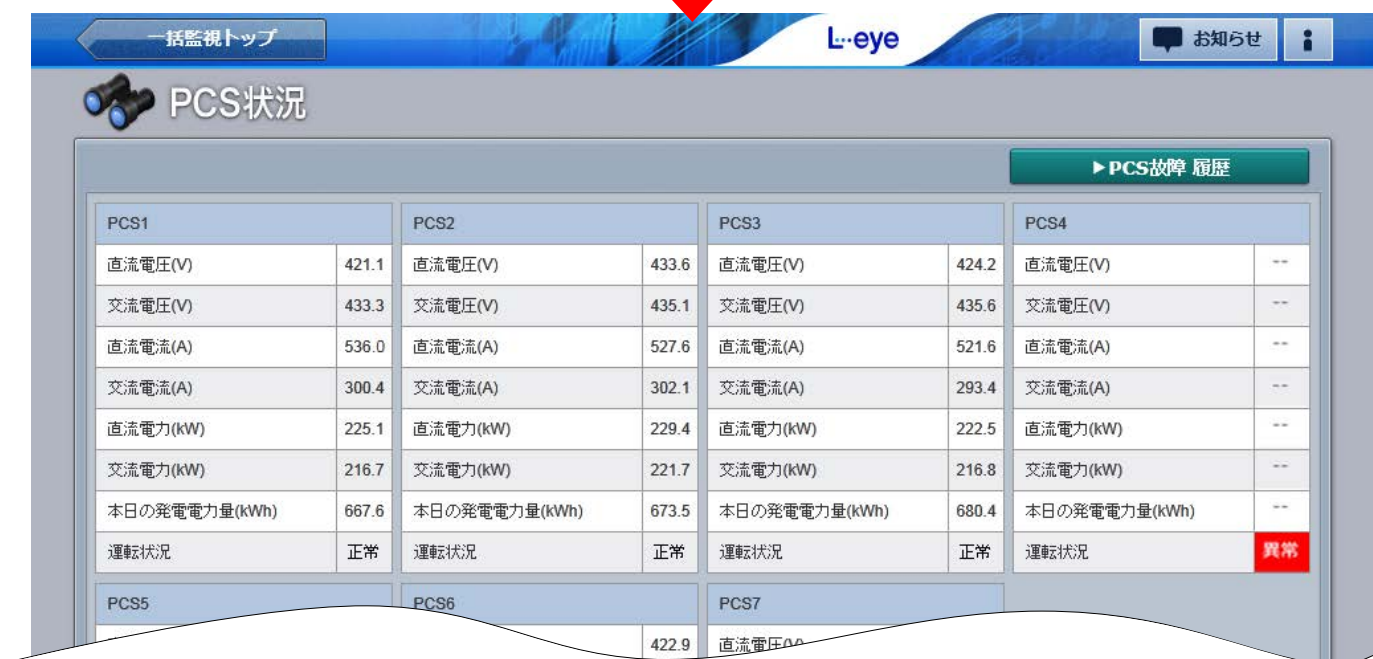 一括監視トップ
L・・eye
お知らせ
PCS状況
▶PCS故障 履歴
PCS1 PCS2 PCS3 PCS4
直流電圧(V) 421.1 直流電圧(V) 433.6 直流電圧(V) 424.2 直流電圧(V) --
交流電圧(V) 433.3 交流電圧(V) 435.1 交流電圧(V) 435.6 交流電圧(V) --
直流電流(A) 536.0 直流電流(A) 527.6 直流電流(A) 521.6 直流電流(A) --
交流電流(A) 300.4 交流電流(A) 302.1 交流電流(A) 293.4 交流電流(A) --
直流電力(kW) 225.1 直流電力(kW) 229.4 直流電力(kW) 222.5 直流電力(kW) --
交流電力(kW) 216.7 交流電力(kW) 221.7 交流電力(kW) 216.8 交流電力(kW) --
本日の発電電力量(kWh) 667.6 本日の発電電力量(kWh) 673.5 本日の発電電力量(kWh) 680.4 本日の発電電力量(kWh) --
運転状況 正常 運転状況 正常 運転状況 正常 運転状況 異常
PCS5 PCS6 PCS7
422.9 直流電圧(V)